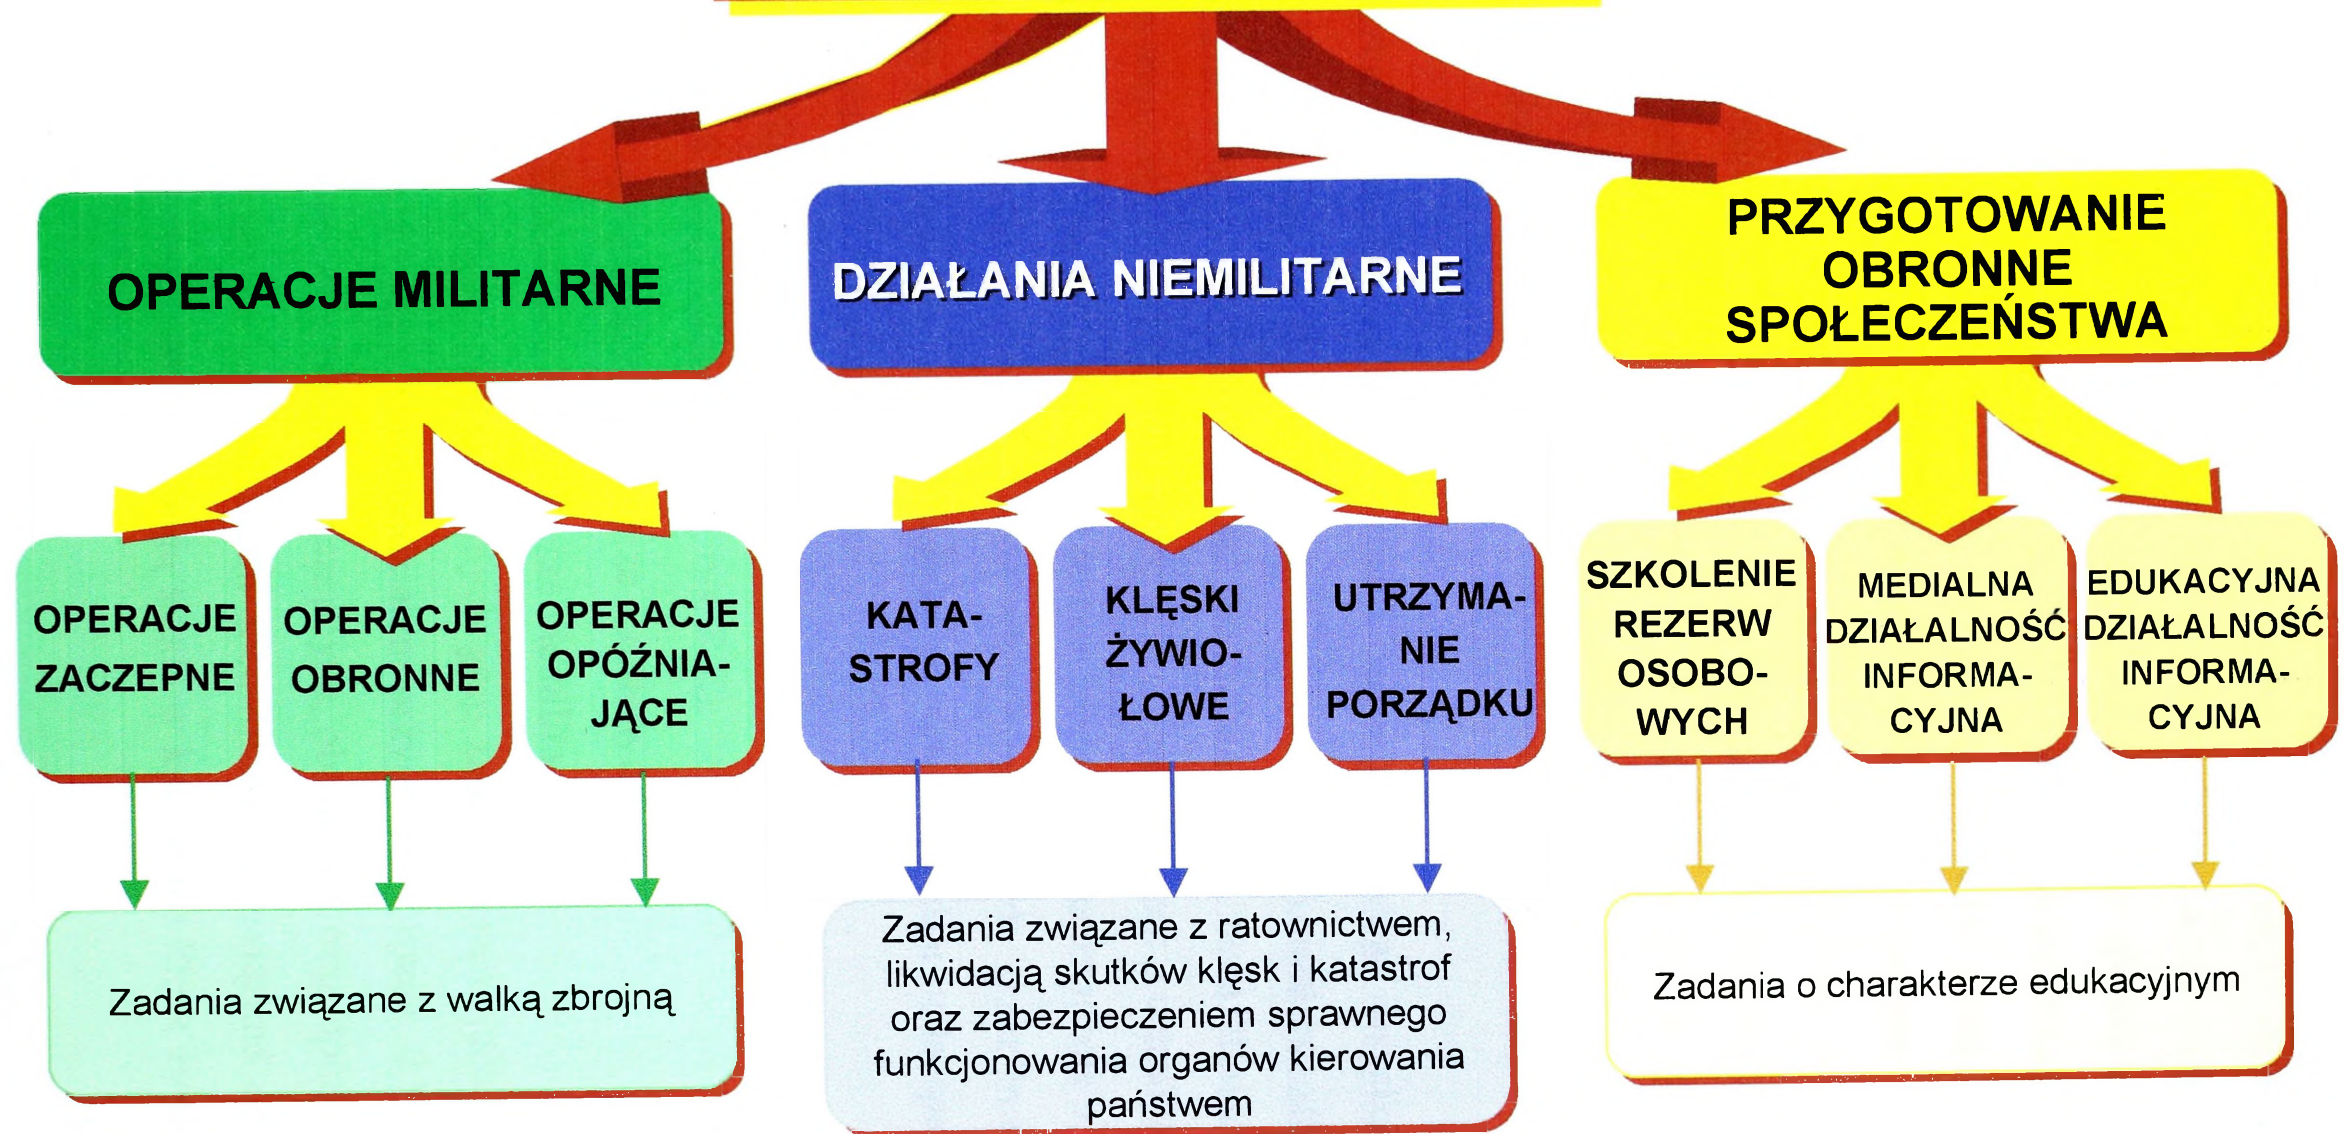 OPERACJE MILITARNE
DZIAŁANIA NIEMILITARNE
PRZYGOTOWANIE
OBRONNE
SPOŁECZEŃSTWA
OPERACJE
ZACZEPNE
OPERACJE
OBRONNE
OPERACJE
OPÓŹNIA-
JĄCE
KATA-
STROFY
KLĘSKI
ŻYWIO-
ŁOWE
UTRZYMA-
NIE
PORZĄDKU
SZKOLENIE
REZERW
OSOBO-
WYCH
MEDIALNA
DZIAŁALNOŚĆ
INFORMA-
CYJNA
EDUKACYJNA
DZIAŁALNOŚĆ
INFORMA-
CYJNA
Zadania związane z walką zbrojną
Zadania związane z ratownictwem,
likwidacją skutków klęsk i katastrof
oraz zabezpieczeniem sprawnego
funkcjonowania organów kierowania
państwem
Zadania o charakterze edukacyjnym